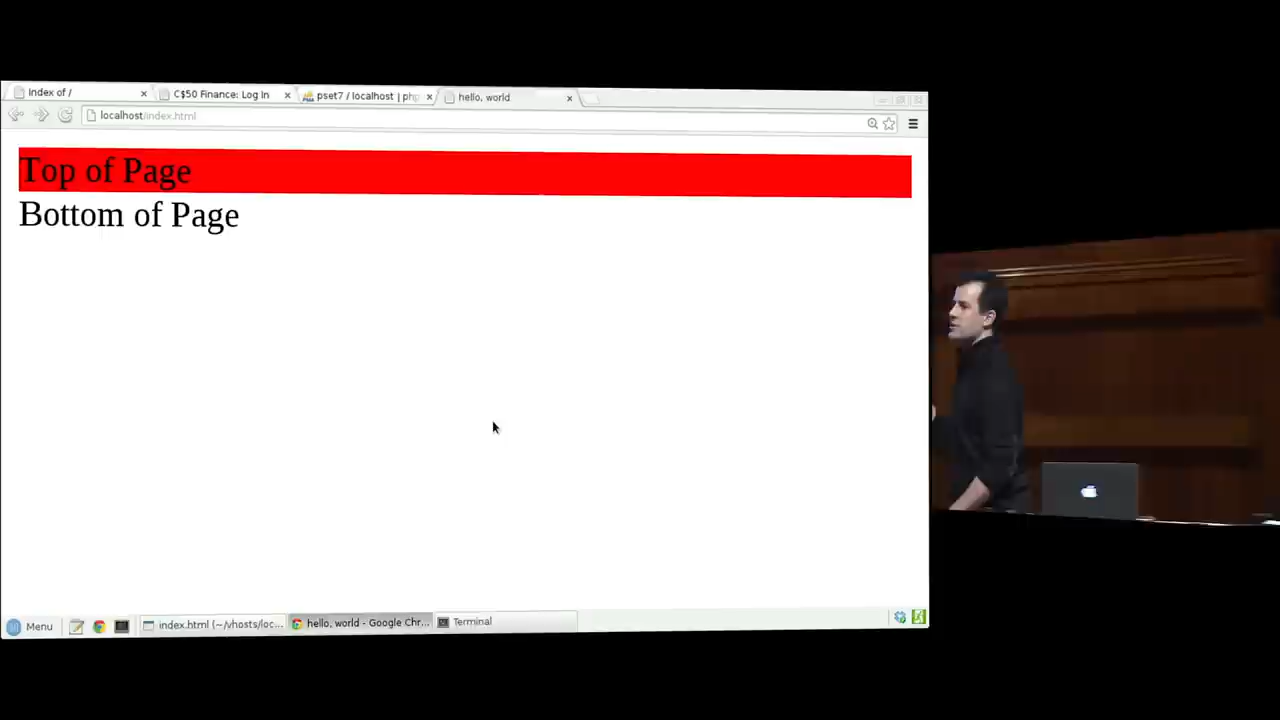 Index of /
C$50 Finance: Log In
pset7 / localhost | php
hello, world
localhost/index.html
Top of Page
Bottom of Page
Menu
index.html (~/vhosts/loc...
hello, world - Google Chr...
Terminal